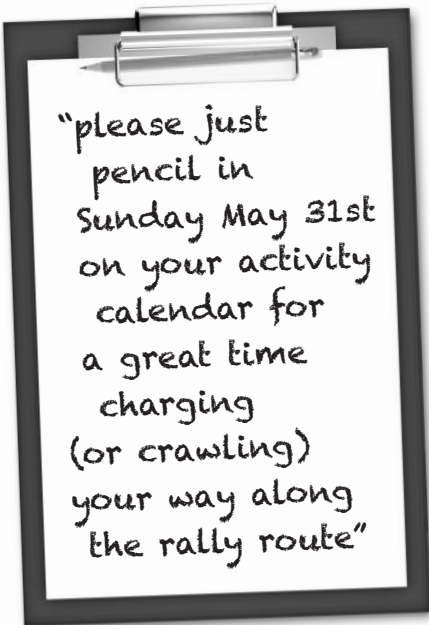 “please just
pencil in
Sunday May 31st
on your activity
calendar for
a great time
charging
(or crawling)
your way along
the rally route”